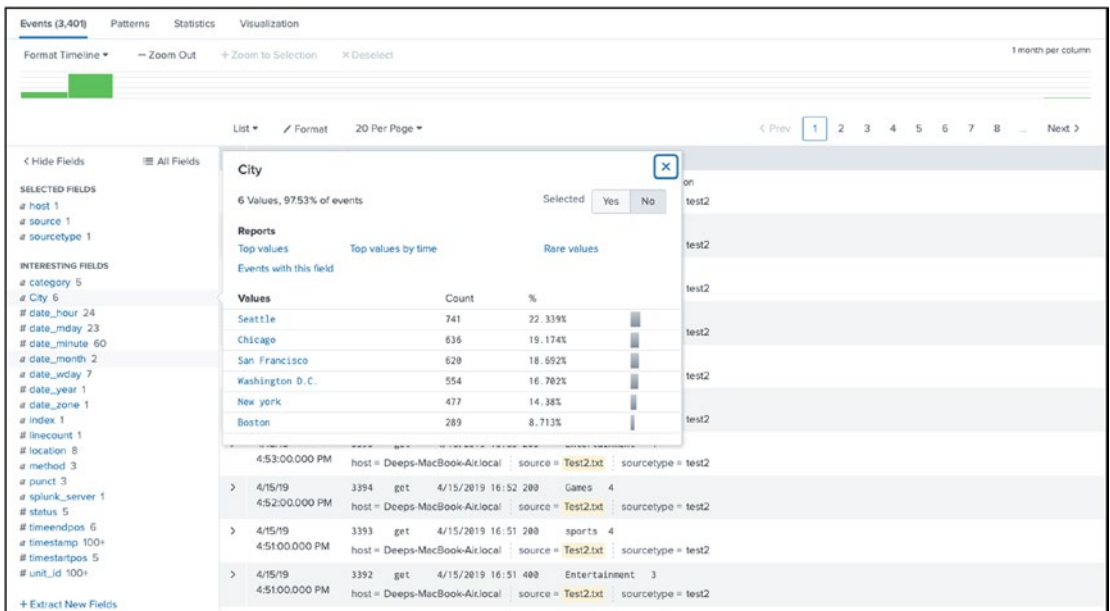 Events (3,401) Patterns Statistics Visualization
Format Timeline — Zoom Out + Zoom to Selection × Deselect 1 month per column
List Format 20 Per Page < Prev 1 2 3 4 5 6 7 8 ... Next >
< Hide Fields All Fields
SELECTED FIELDS
a host 1
a source 1
a sourcetype 1
INTERESTING FIELDS
a category 5
a City 6
# date_hour 24
# date_mday 23
# date_minute 60
a date_month 2
a date_wday 7
# date_year 1
a date_zone 1
a index 1
# linecount 1
# location 8
a method 3
a punct 3
a splunk_server 1
# status 5
# timeendpos 6
a timestamp 100+
# timestartpos 5
# unit_id 100+
+ Extract New Fields
City ×
6 Values, 97.53% of events Selected Yes No
Reports
Top values Top values by time Rare values
Events with this field
Values Count %
Seattle 741 22.339%
Chicago 636 19.174%
San Francisco 620 18.692%
Washington D.C. 554 16.702%
New york 477 14.38%
Boston 289 8.713%
on
test2
test2
test2
test2
test2
test2
4:53:00.000 PM host = Deeps-MacBook-Air.local source = Test2.txt sourcetype = test2
> 4/15/19 3394 get 4/15/2019 16:52 200 Games 4
4:52:00.000 PM host = Deeps-MacBook-Air.local source = Test2.txt sourcetype = test2
> 4/15/19 3393 get 4/15/2019 16:51 200 sports 4
4:51:00.000 PM host = Deeps-MacBook-Air.local source = Test2.txt sourcetype = test2
> 4/15/19 3392 get 4/15/2019 16:51 400 Entertainment 3
4:51:00.000 PM host = Deeps-MacBook-Air.local source = Test2.txt sourcetype = test2